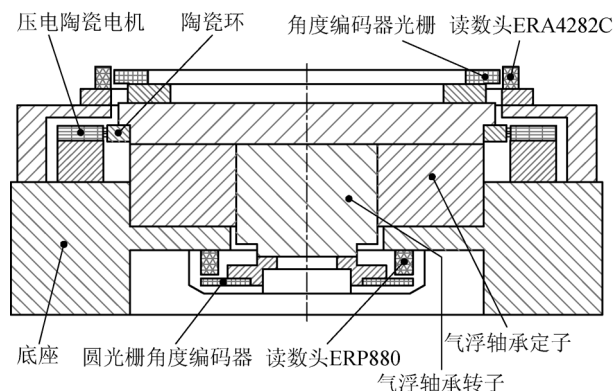 压电陶瓷电机
陶瓷环
角度编码器光栅
读数头ERA4282C
底座
圆光栅角度编码器
读数头ERP880
气浮轴承定子
气浮轴承转子